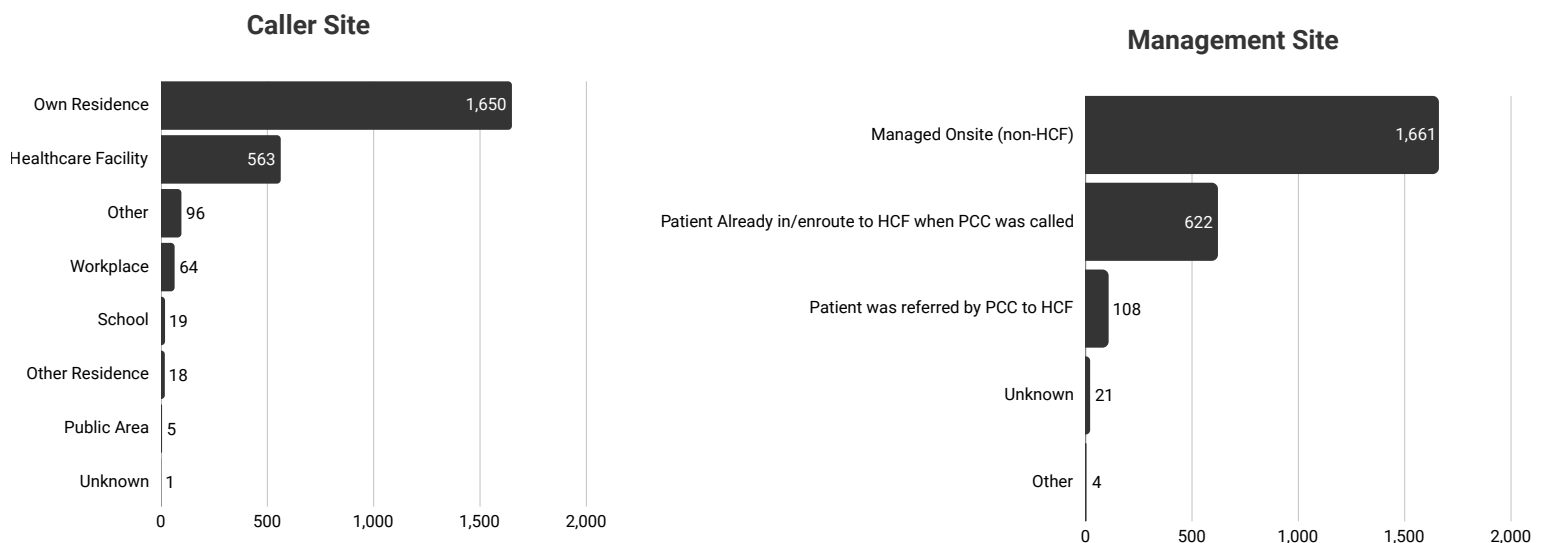 Caller Site
Own Residence 1,650
Healthcare Facility 563
Other 96
Workplace 64
School 19
Other Residence 18
Public Area 5
Unknown 1
0 500 1,000 1,500 2,000
Management Site
Managed Onsite (non-HCF) 1,661
Patient Already in/enroute to HCF when PCC was called 622
Patient was referred by PCC to HCF 108
Unknown 21
Other 4
0 500 1,000 1,500 2,000